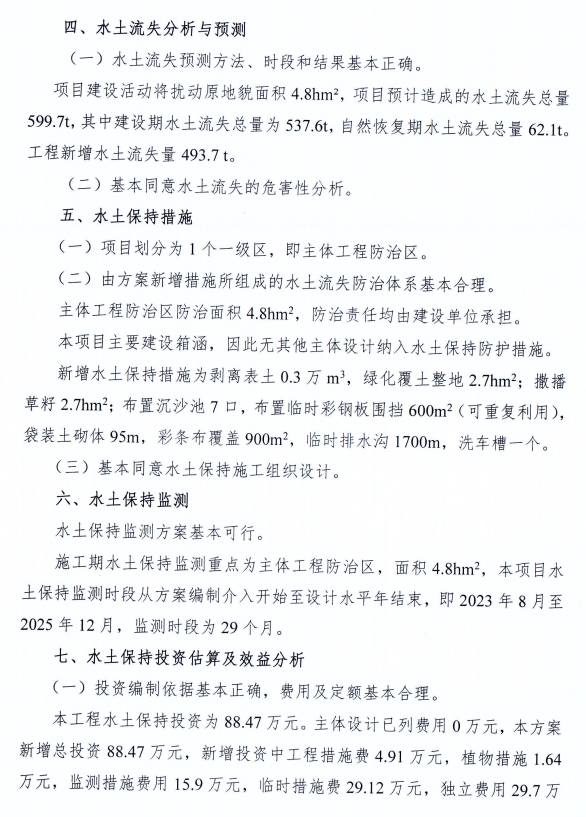 四、水土流失分析与预测
（一）水土流失预测方法、时段和结果基本正确。
项目建设活动将扰动原地貌面积 4.8hm²，项目预计造成的水土流失总量
599.7t，其中建设期水土流失总量为 537.6t，自然恢复期水土流失总量 62.1t。
工程新增水土流失量 493.7 t。
（二）基本同意水土流失的危害性分析。
五、水土保持措施
（一）项目划分为 1 个一级区，即主体工程防治区。
（二）由方案新增措施所组成的水土流失防治体系基本合理。
主体工程防治区防治面积 4.8hm²，防治责任均由建设单位承担。
本项目主要建设箱涵，因此无其他主体设计纳入水土保持防护措施。
新增水土保持措施为剥离表土 0.3 万 m³，绿化覆土整地 2.7hm²；撒播
草籽 2.7hm²；布置沉沙池 7 口，布置临时彩钢板围挡 600m²（可重复利用），
袋装土砌体 95m，彩条布覆盖 900m²，临时排水沟 1700m，洗车槽一个。
（三）基本同意水土保持施工组织设计。
六、水土保持监测
水土保持监测方案基本可行。
施工期水土保持监测重点为主体工程防治区，面积 4.8hm²，本项目水
土保持监测时段从方案编制介入开始至设计水平年结束，即 2023 年 8 月至
2025 年 12 月，监测时段为 29 个月。
七、水土保持投资估算及效益分析
（一）投资编制依据基本正确，费用及定额基本合理。
本工程水土保持投资为 88.47 万元。主体设计已列费用 0 万元，本方案
新增总投资 88.47 万元，新增投资中工程措施费 4.91 万元，植物措施 1.64
万元，监测措施费用 15.9 万元，临时措施费 29.12 万元，独立费用 29.7 万